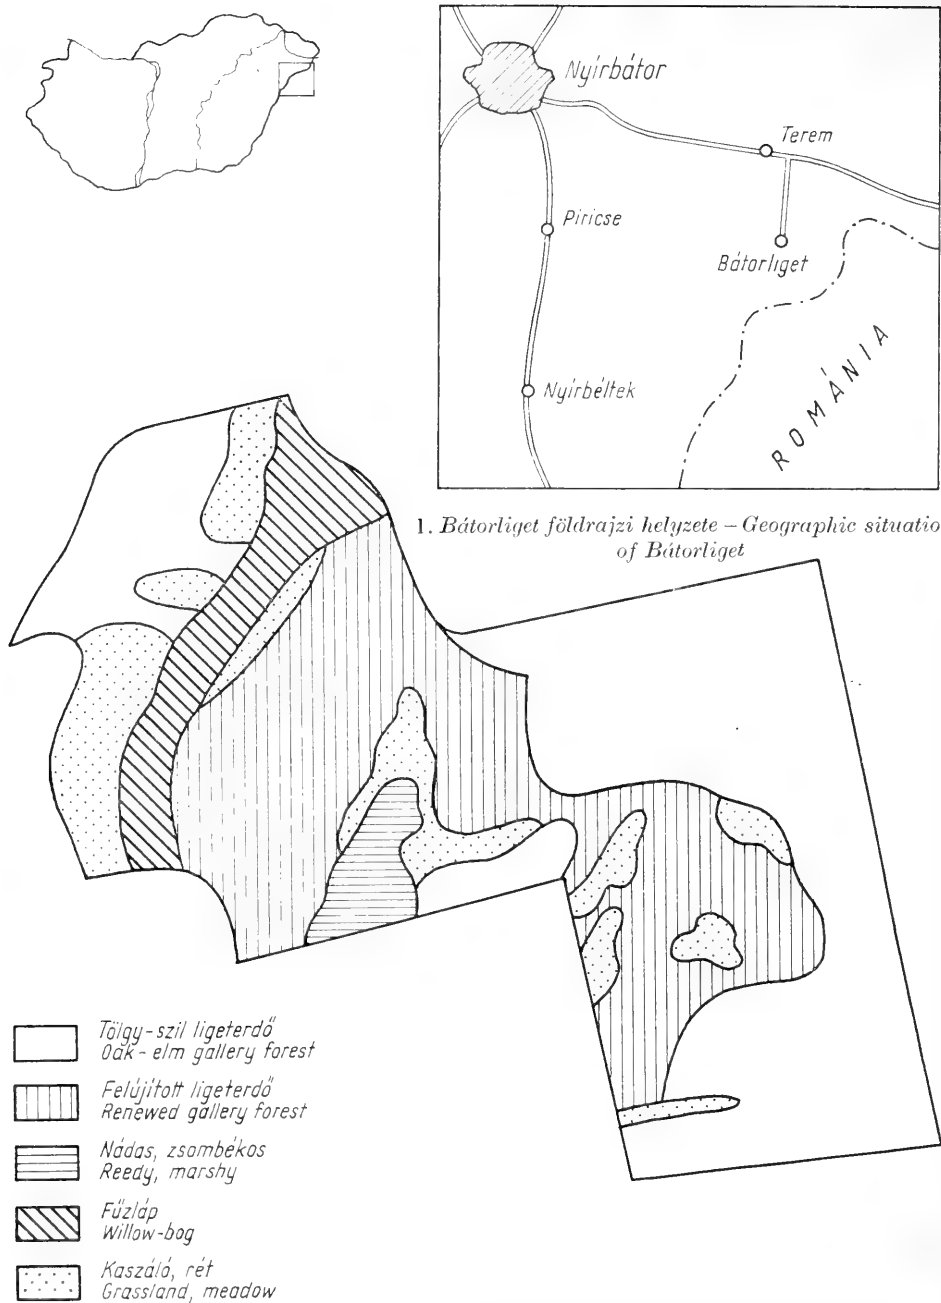 Nyírbátor
Terem
Piricse
Bátorliget
Nyírbéltek
ROMÁNIA
1. Bátorliget földrajzi helyzete – Geographic situatio
of Bátorliget
Tölgy-szil ligeterdő
Oak-elm gallery forest
Felújított ligeterdő
Renewed gallery forest
Nádas, zsombékos
Reedy, marshy
Fűzláp
Willow-bog
Kaszáló, rét
Grassland, meadow